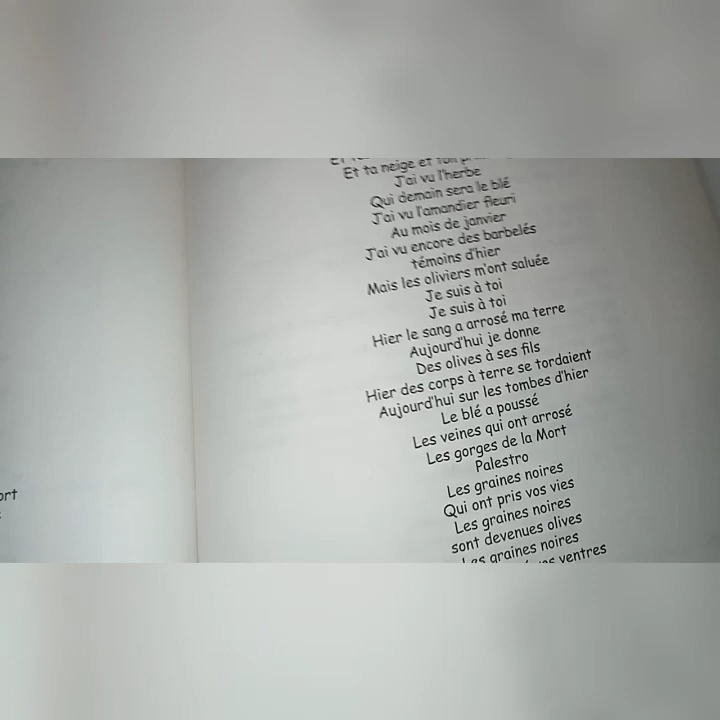 Et ta neige et ton
J'ai vu l'herbe
Qui demain sera le blé
J'ai vu l'amandier fleuri
Au mois de janvier
J'ai vu encore des barbelés
témoins d'hier
Mais les oliviers m'ont saluée
Je suis à toi
Je suis à toi
Hier le sang a arrosé ma terre
Aujourd'hui je donne
Des olives à ses fils
Hier des corps à terre se tordaient
Aujourd'hui sur les tombes d'hier
Le blé a poussé
Les veines qui ont arrosé
Les gorges de la Mort
Palestro
Les graines noires
Qui ont pris vos vies
Les graines noires
sont devenues olives
Les graines noires
ventres